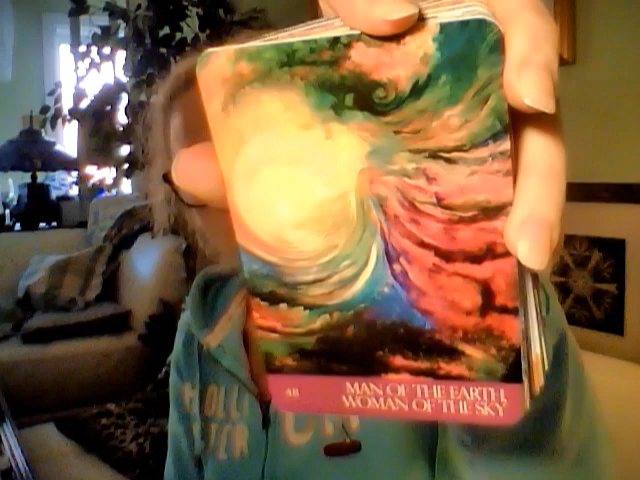 48
MAN OF THE EARTH,
WOMAN OF THE SKY